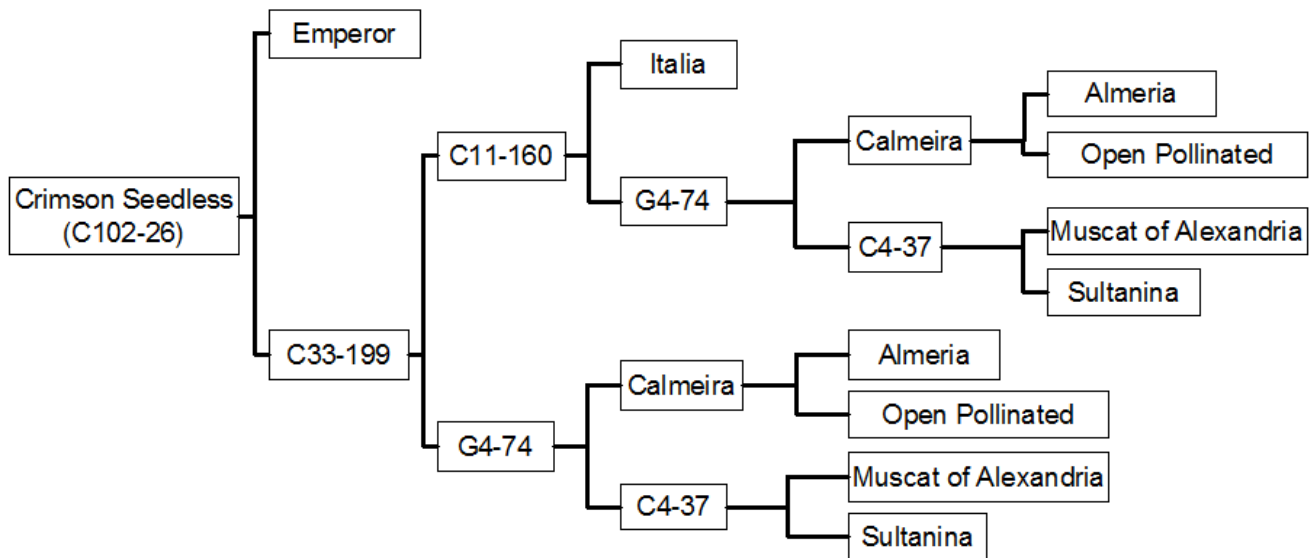 Emperor
Italia
Almeria
Calmeira
C11-160
Open Pollinated
Crimson Seedless
(C102-26)
G4-74
Muscat of Alexandria
C4-37
Sultanina
C33-199
Almeria
Calmeira
Open Pollinated
G4-74
Muscat of Alexandria
C4-37
Sultanina